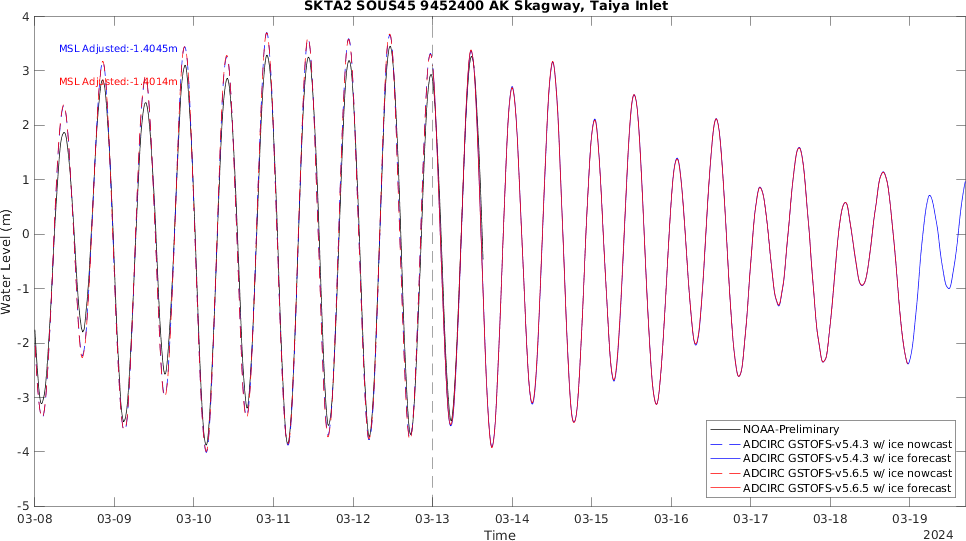 SKTA2 SOUS45 9452400 AK Skagway, Taiya Inlet
MSL Adjusted:-1.4045m
MSL Adjusted:-1.4014m
Water Level (m)
4
3
2
1
0
-1
-2
-3
-4
-5
NOAA-Preliminary
ADCIRC GSTOFS-v5.4.3 w/ ice nowcast
ADCIRC GSTOFS-v5.4.3 w/ ice forecast
ADCIRC GSTOFS-v5.6.5 w/ ice nowcast
ADCIRC GSTOFS-v5.6.5 w/ ice forecast
03-08 03-09 03-10 03-11 03-12 03-13 03-14 03-15 03-16 03-17 03-18 03-19
Time
2024